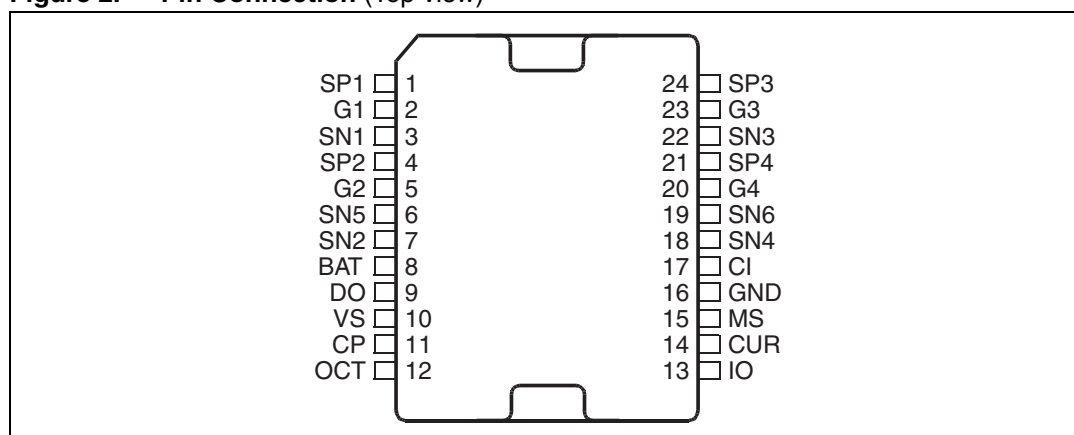 Figure 2. Pin Connection (Top view)
SP1 1 24 SP3
G1 2 23 G3
SN1 3 22 SN3
SP2 4 21 SP4
G2 5 20 G4
SN5 6 19 SN6
SN2 7 18 SN4
BAT 8 17 CI
DO 9 16 GND
VS 10 15 MS
CP 11 14 CUR
OCT 12 13 IO